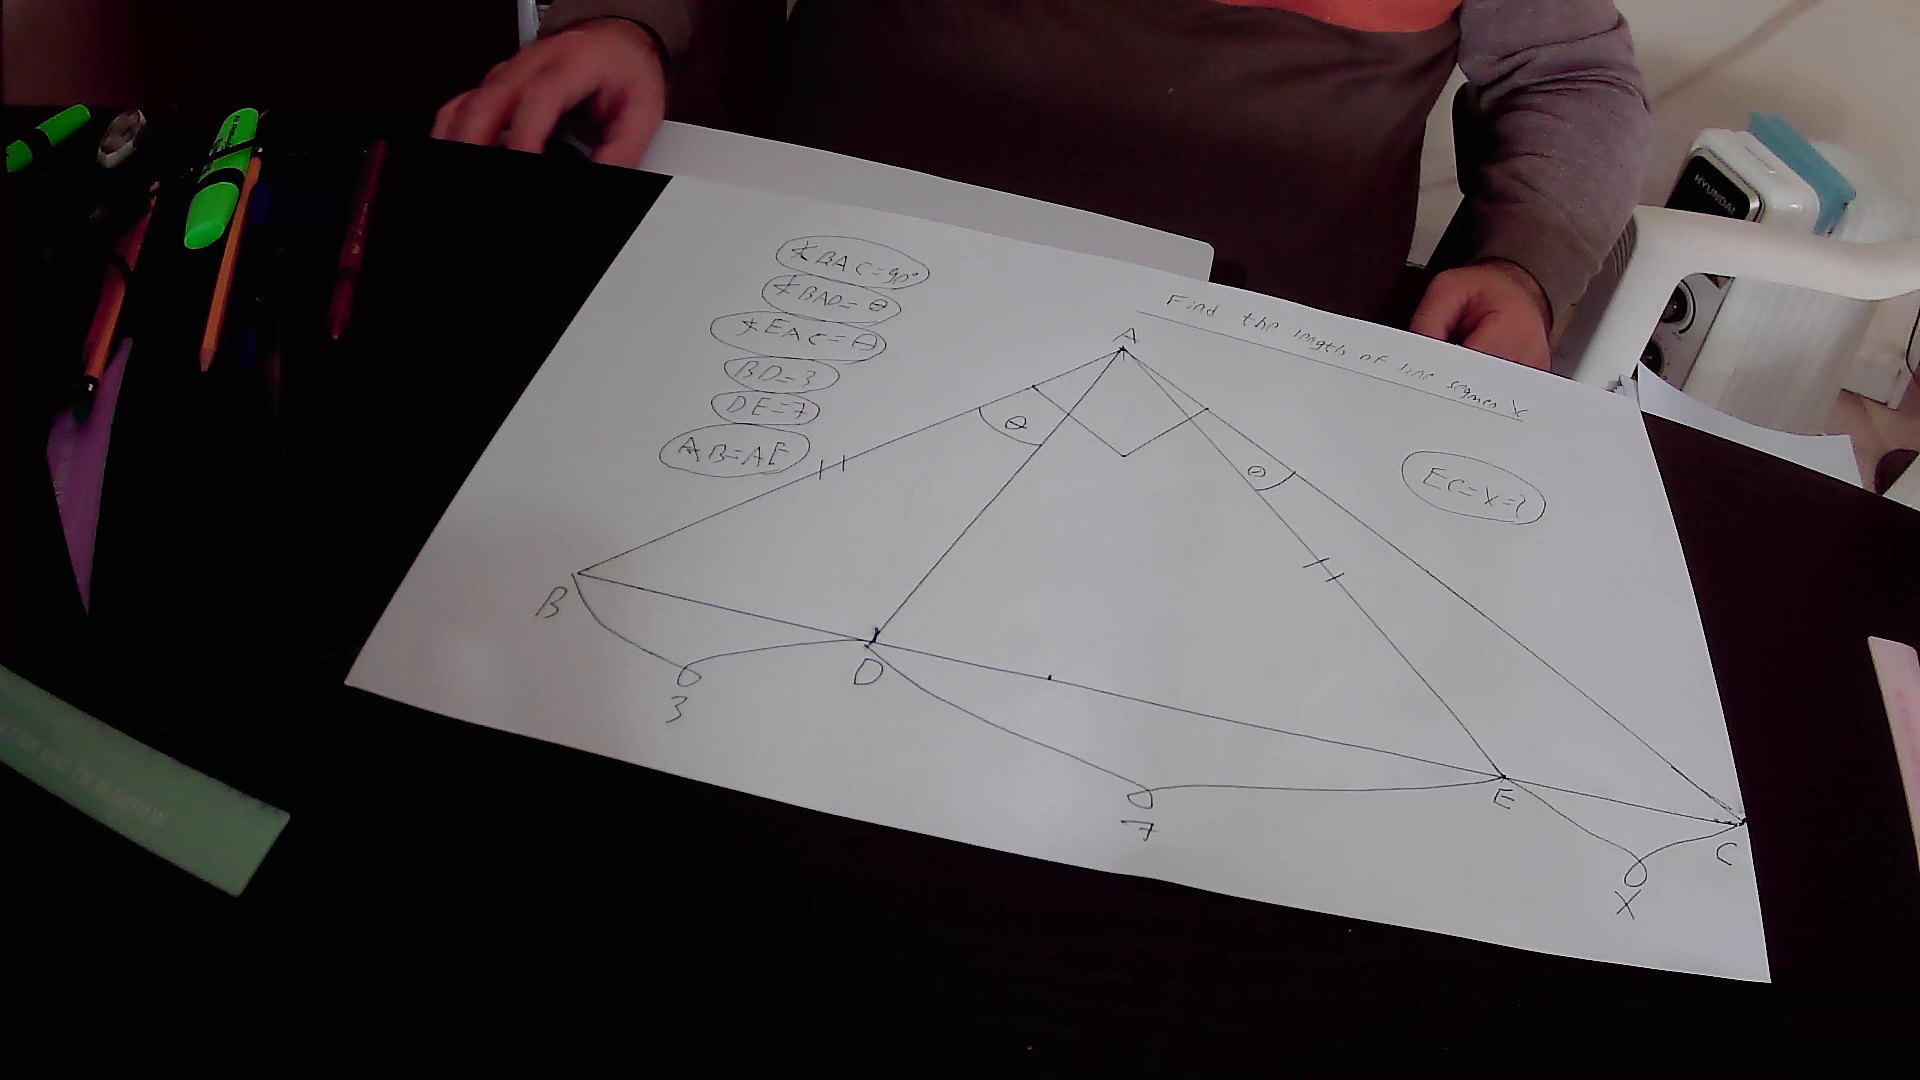 ∢BAC=90°
∢BAD=θ
∢EAC=θ
BD=3
DE=7
AB=AE
Find the length of line segmen x
EC=x=?
A
θ
θ
B
D
E
C
3
7
x
HYUNDAI